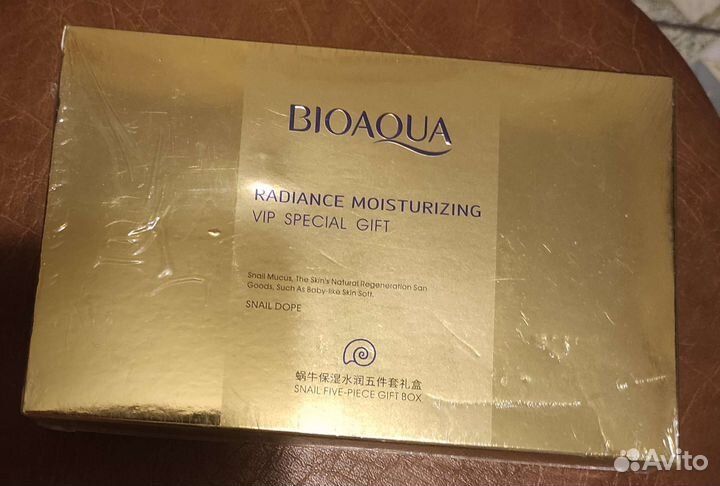 BIOAQUA
RADIANCE MOISTURIZING
VIP SPECIAL GIFT
Snail Mucus, The Skin's Natural Regeneration San
Goods, Such As Baby-like Skin Soft.
SNAIL DOPE
蜗牛保湿水润五件套礼盒
SNAIL FIVE-PIECE GIFT BOX
Avito